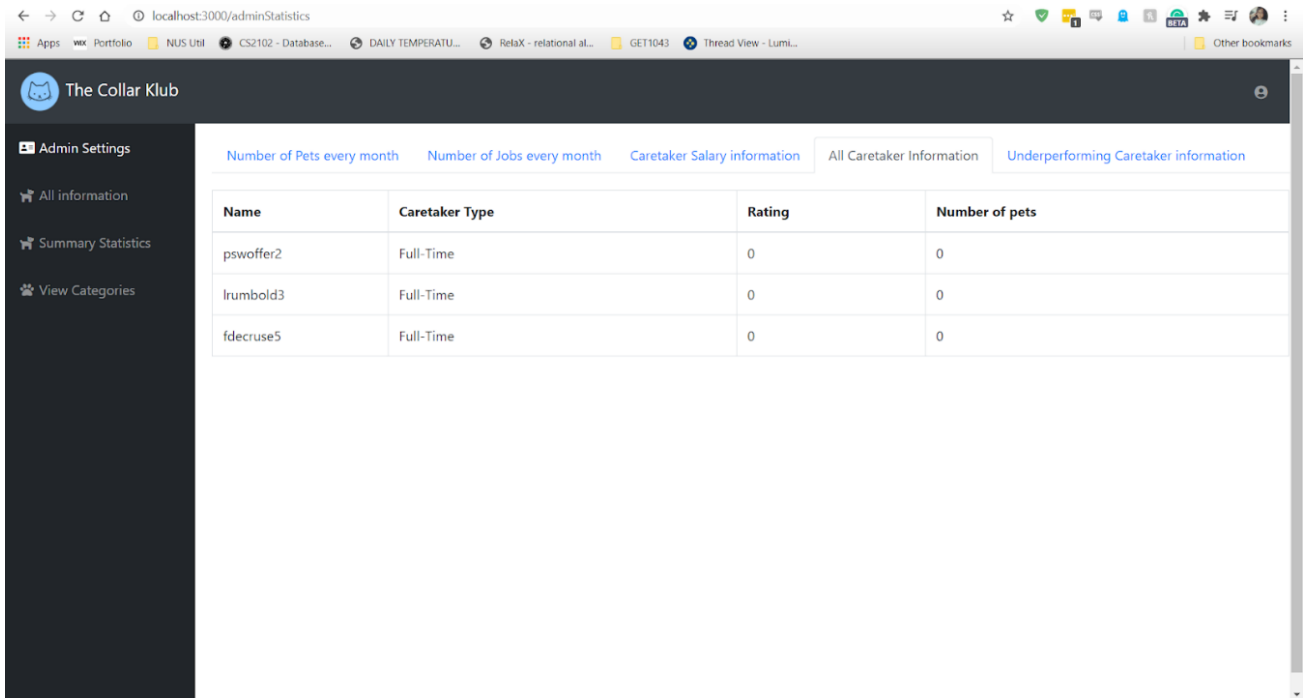 localhost:3000/adminStatistics
Apps WIX Portfolio NUS Util CS2102 - Database... DAILY TEMPERATU... RelaX - relational al... GET1043 Thread View - Lumi... Other bookmarks
The Collar Klub
Admin Settings
All information
Summary Statistics
View Categories
Number of Pets every month Number of Jobs every month Caretaker Salary information All Caretaker Information Underperforming Caretaker information
Name Caretaker Type Rating Number of pets
pswoffer2 Full-Time 0 0
lrumbold3 Full-Time 0 0
fdecruse5 Full-Time 0 0
1
BETA